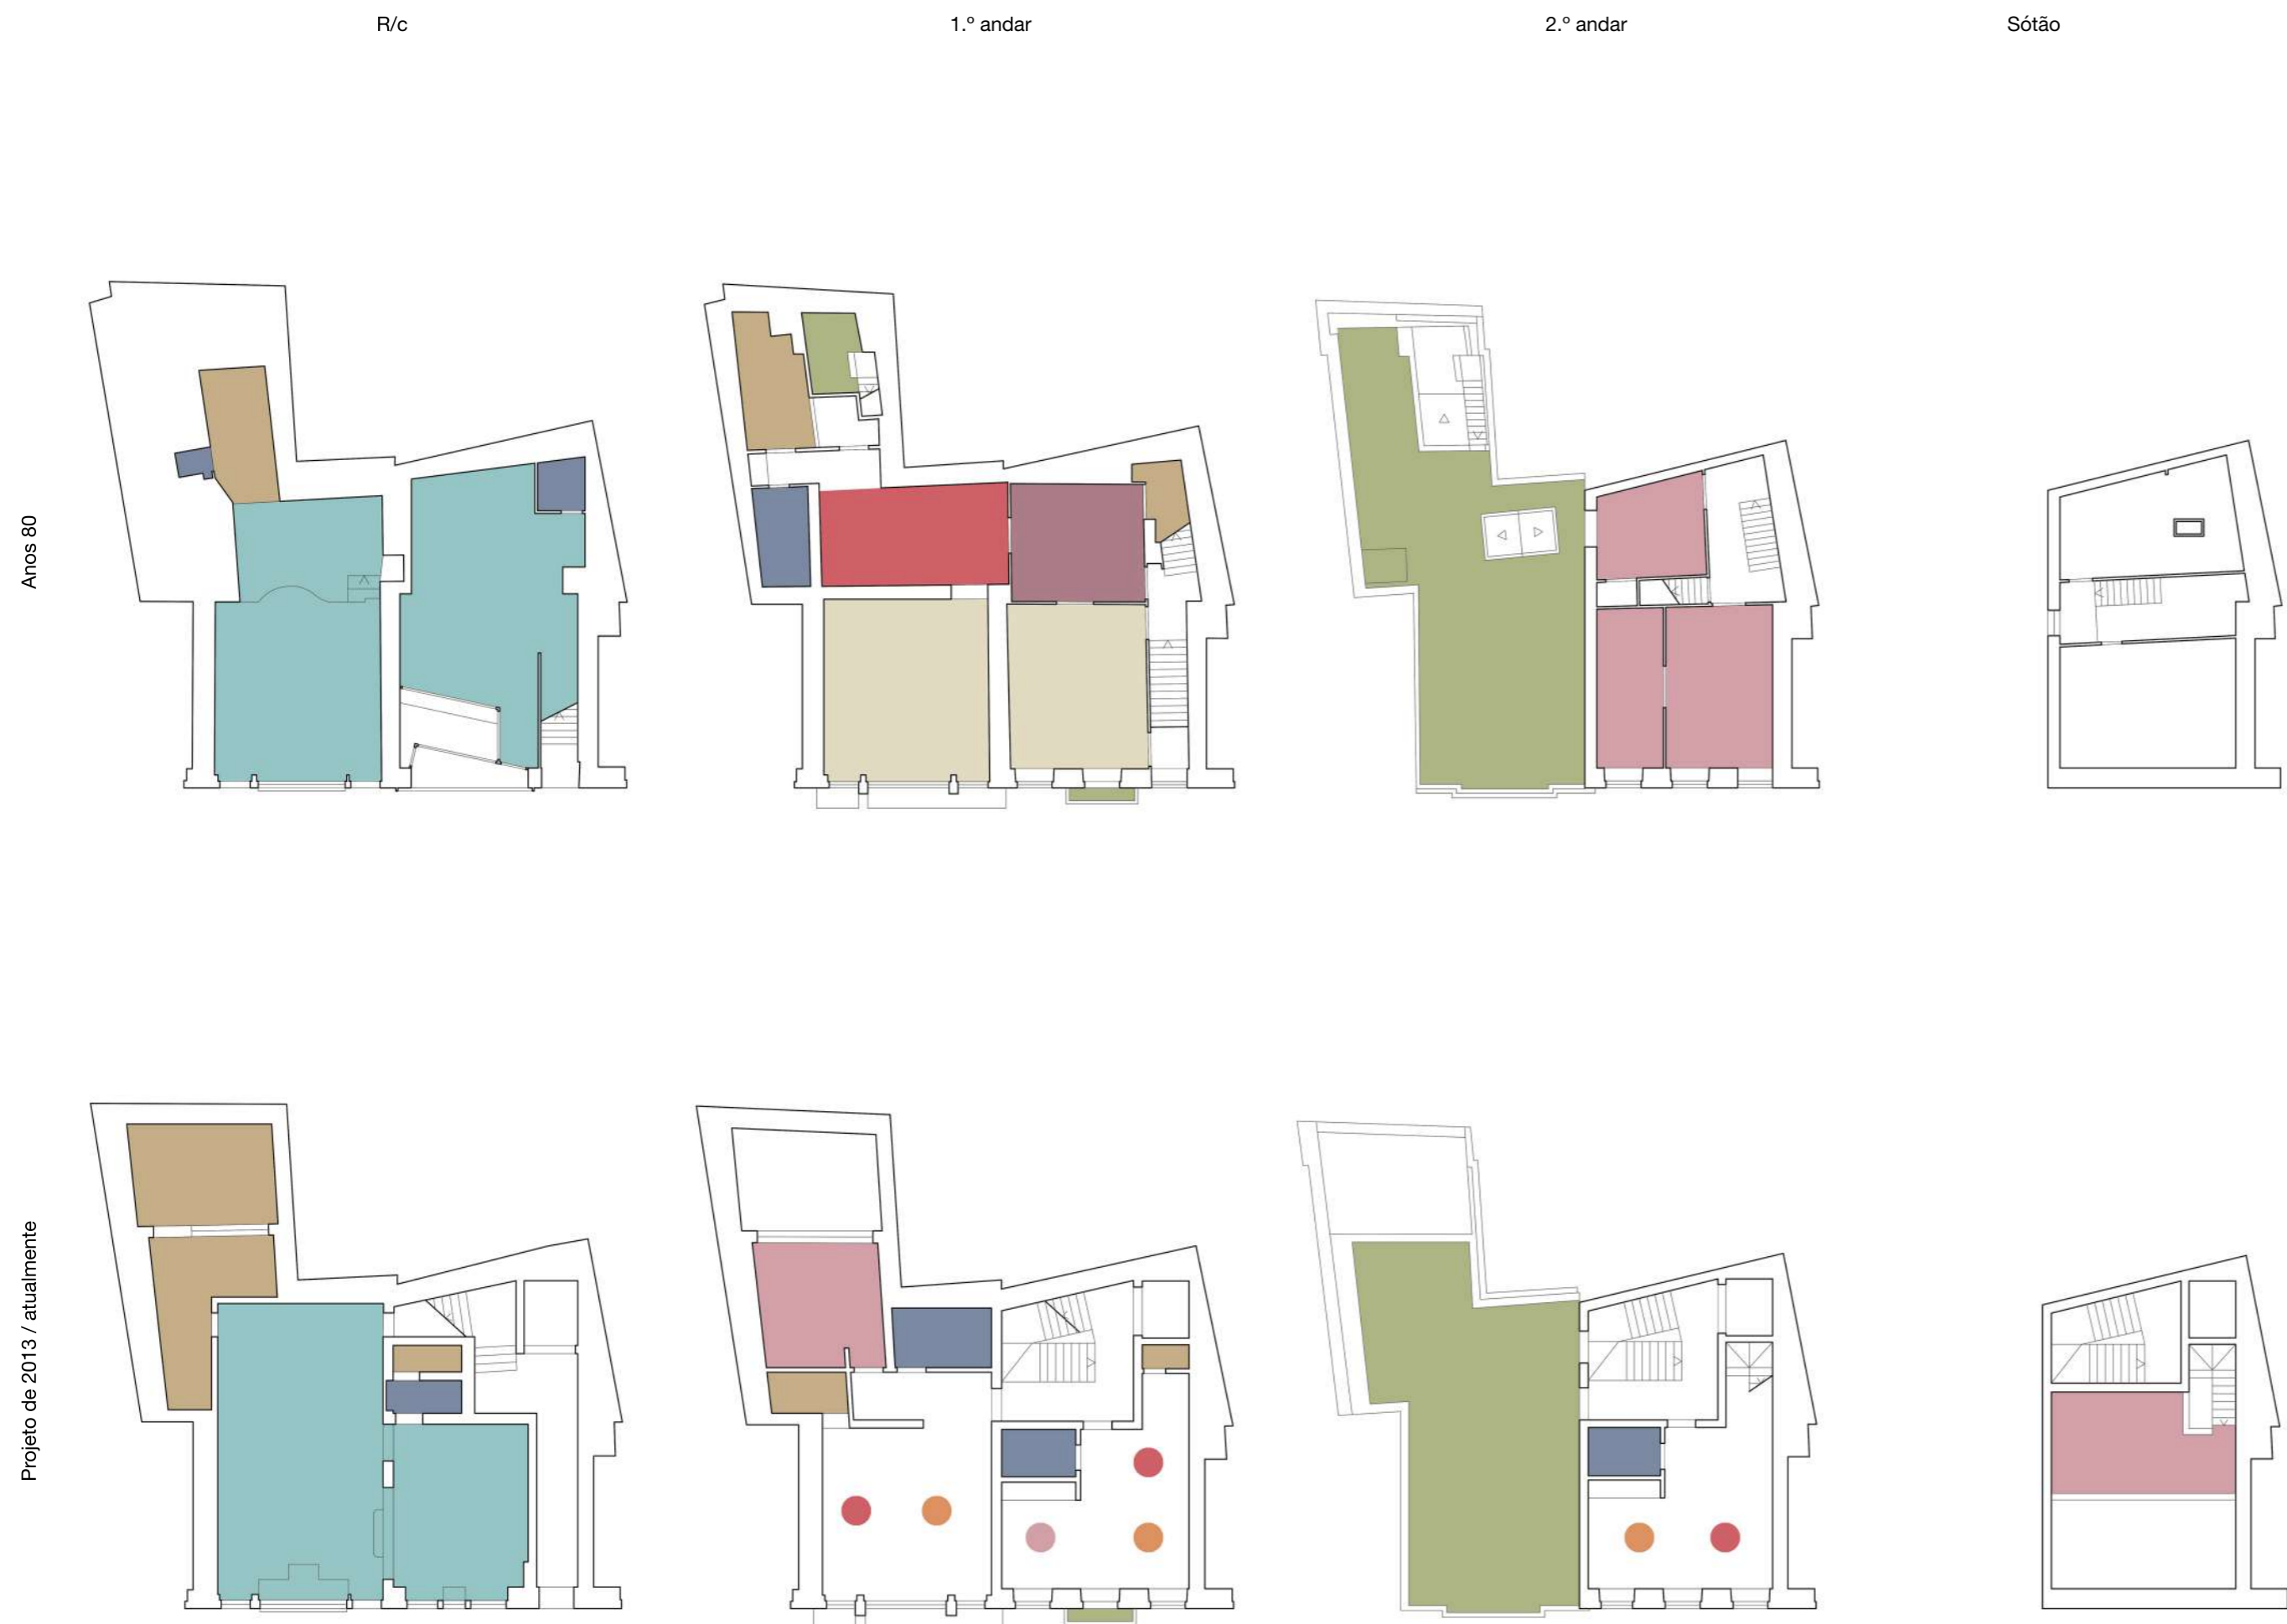 R/c
1.º andar
2.º andar
Sótão
Anos 80
Projeto de 2013 / atualmente